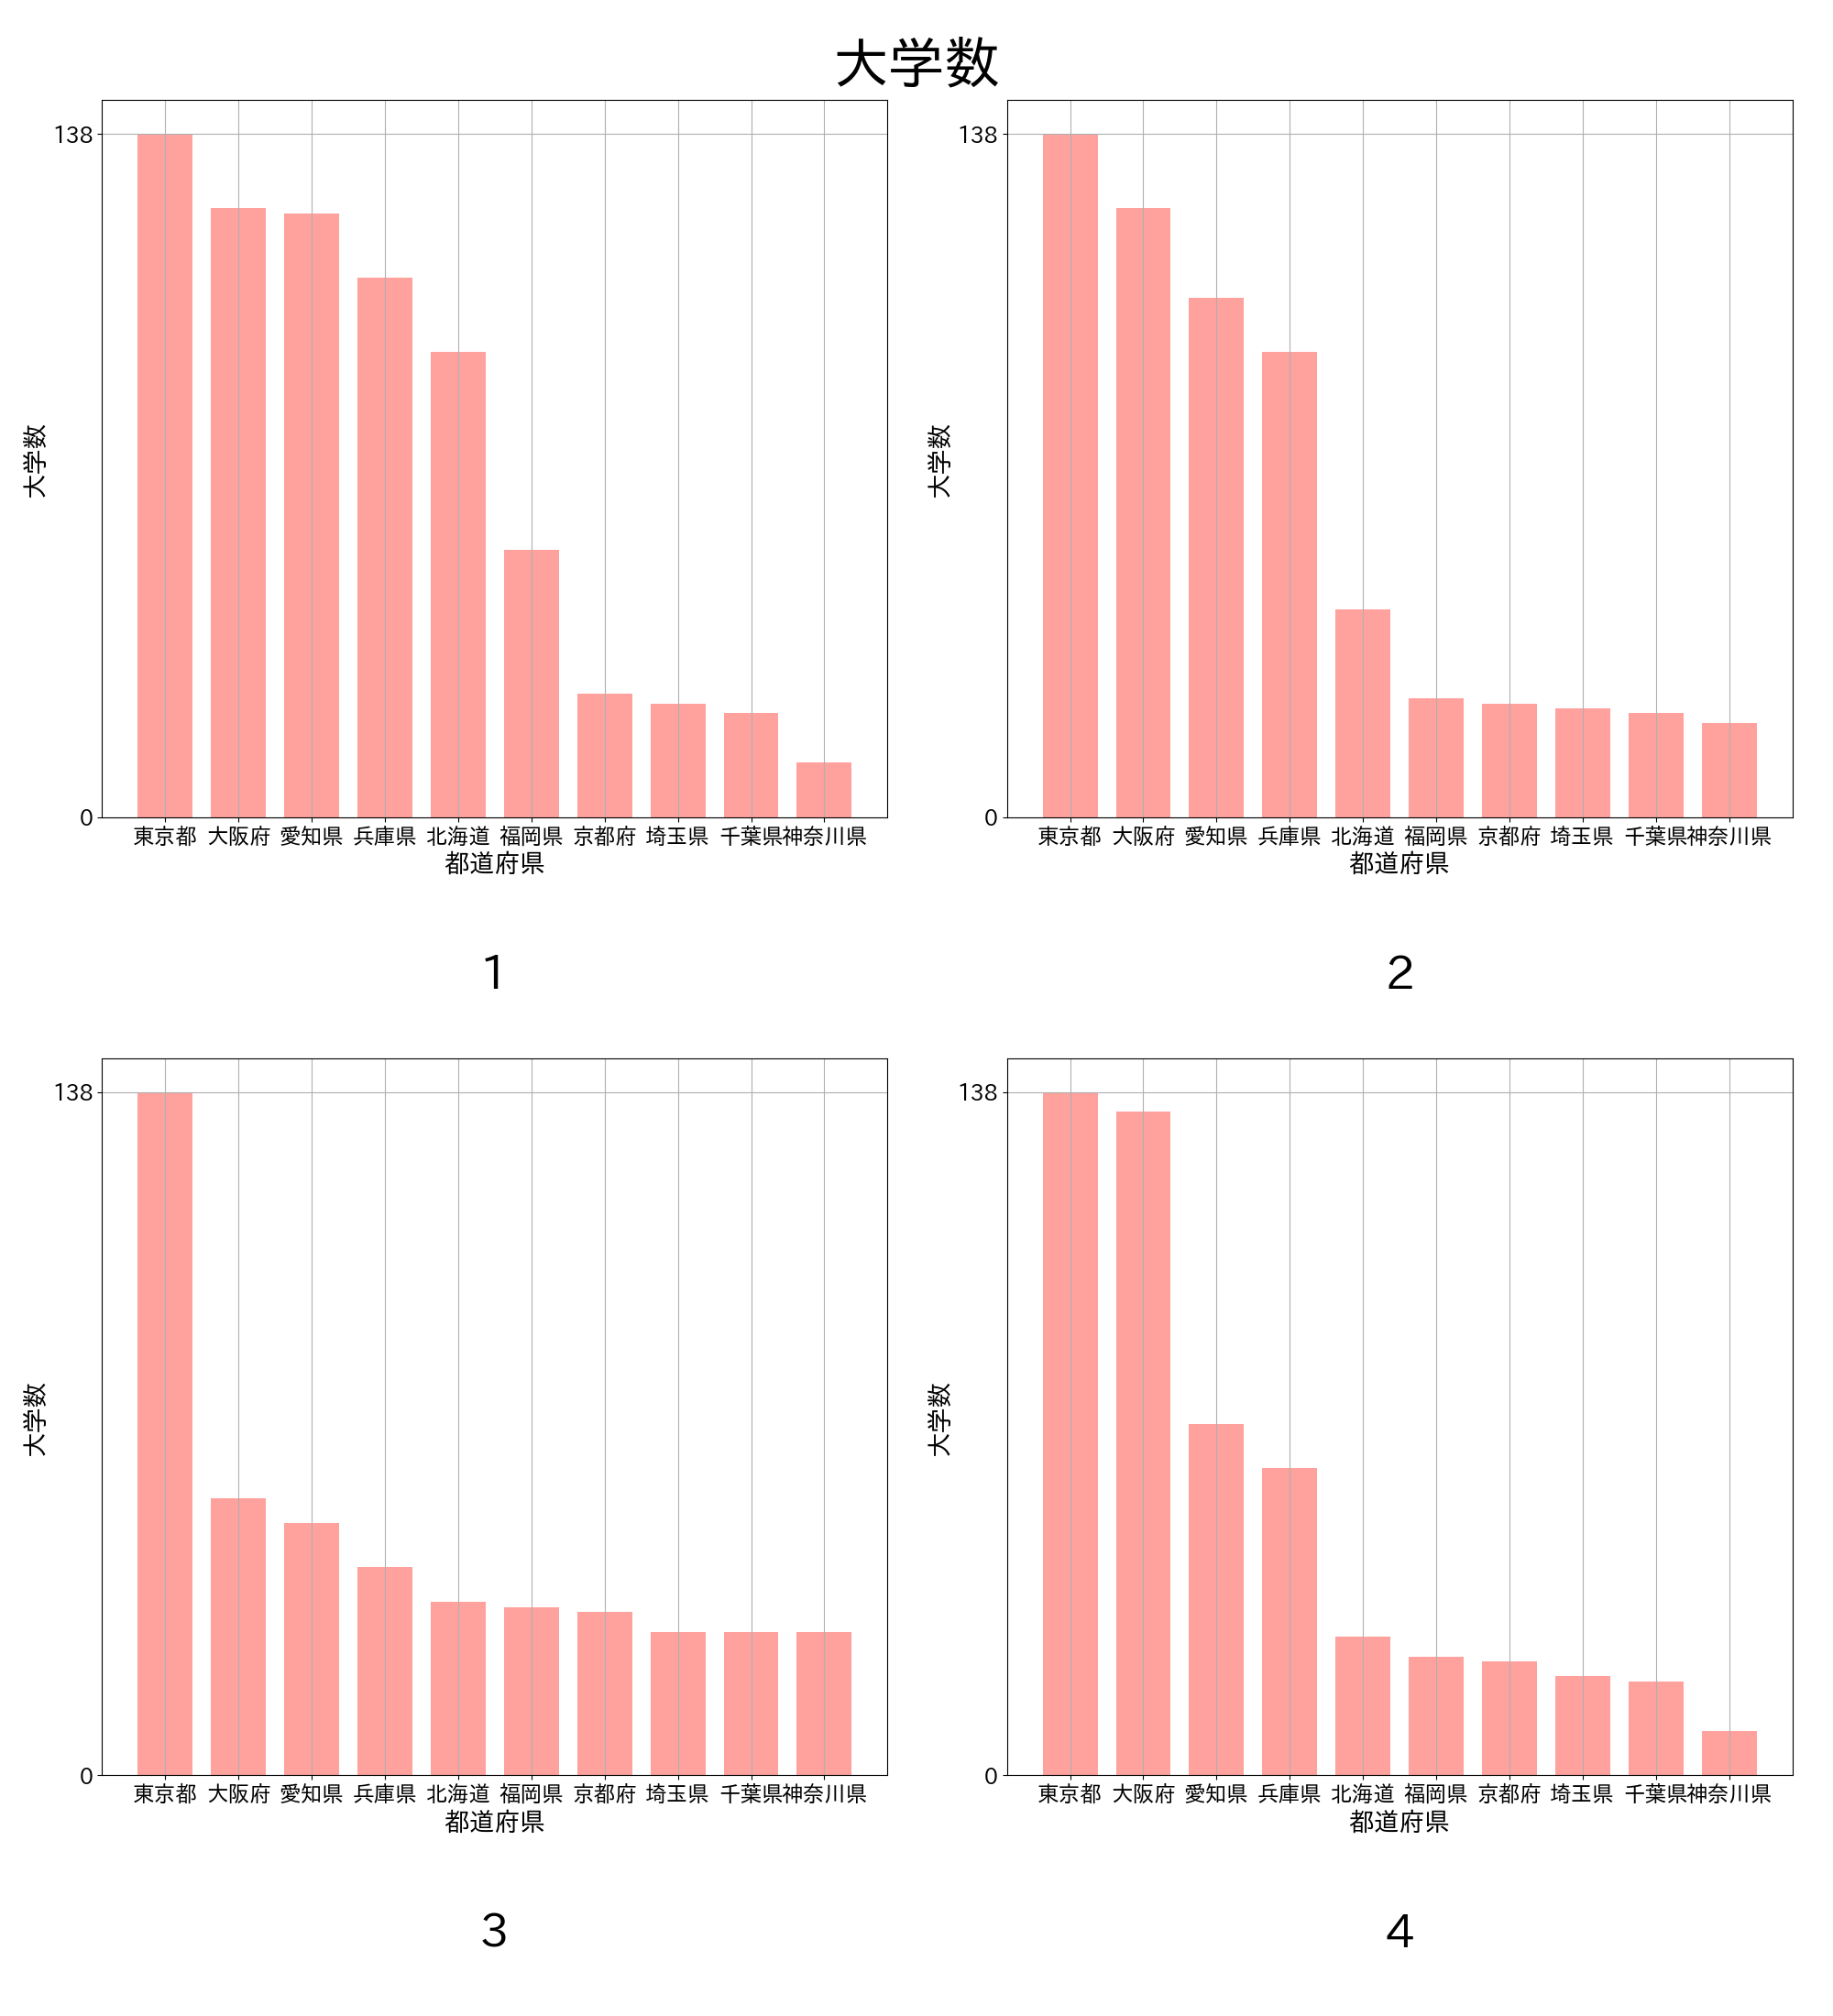 大学数
138
0
大学数
東京都 大阪府 愛知県 兵庫県 北海道 福岡県 京都府 埼玉県 千葉県 神奈川県
都道府県
1
138
0
大学数
東京都 大阪府 愛知県 兵庫県 北海道 福岡県 京都府 埼玉県 千葉県 神奈川県
都道府県
2
138
0
大学数
東京都 大阪府 愛知県 兵庫県 北海道 福岡県 京都府 埼玉県 千葉県 神奈川県
都道府県
3
138
0
大学数
東京都 大阪府 愛知県 兵庫県 北海道 福岡県 京都府 埼玉県 千葉県 神奈川県
都道府県
4